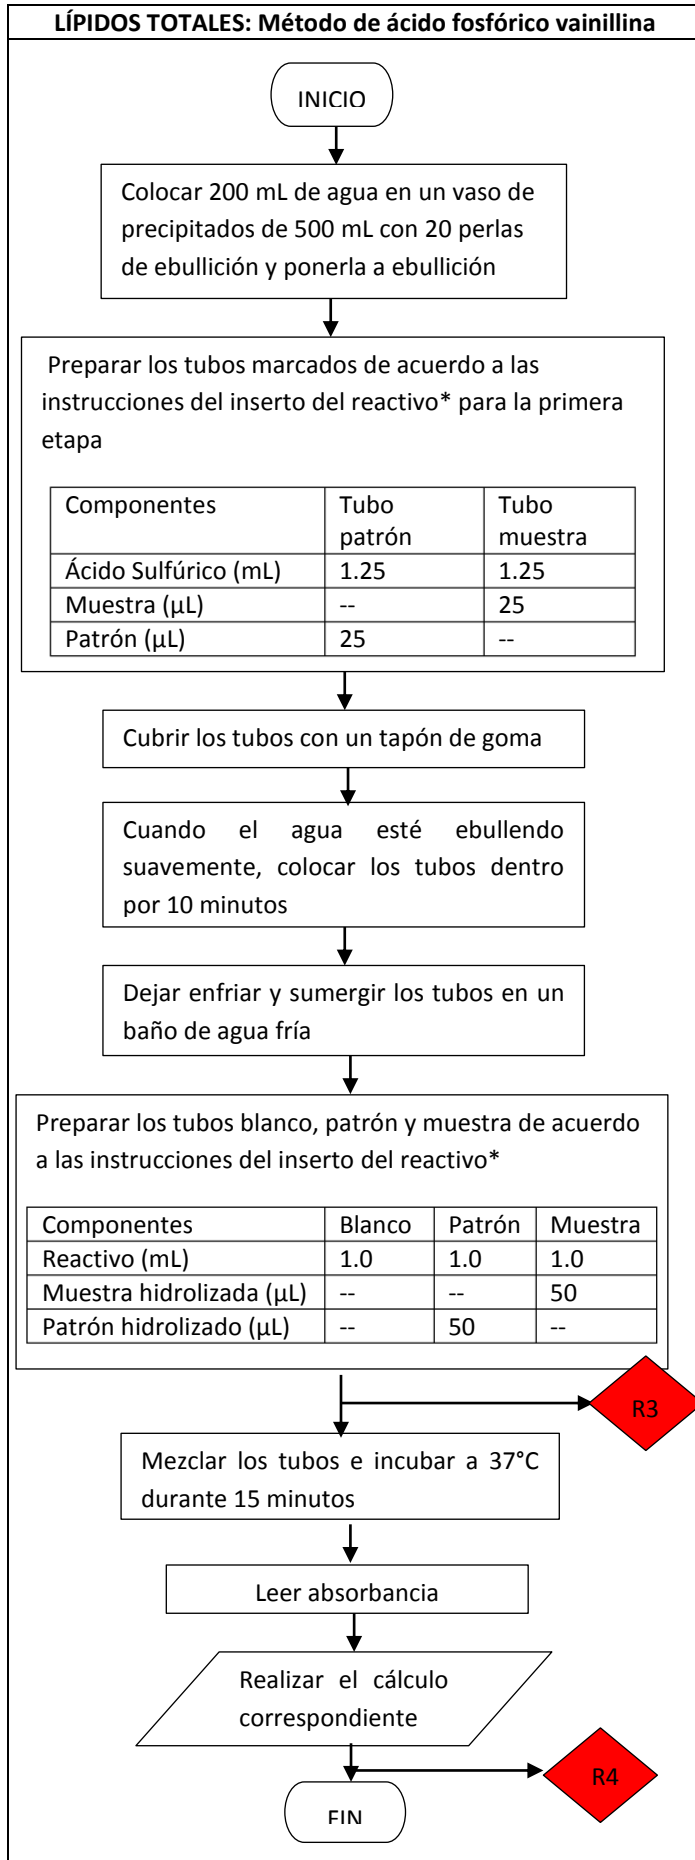 LÍPIDOS TOTALES: Método de ácido fosfórico vainillina
INICIO
Colocar 200 mL de agua en un vaso de
precipitados de 500 mL con 20 perlas
de ebullición y ponerla a ebullición
Preparar los tubos marcados de acuerdo a las
instrucciones del inserto del reactivo* para la primera
etapa
Componentes Tubo patrón Tubo muestra
Ácido Sulfúrico (mL) 1.25 1.25
Muestra (µL) -- 25
Patrón (µL) 25 --
Cubrir los tubos con un tapón de goma
Cuando el agua esté ebullendo
suavemente, colocar los tubos dentro
por 10 minutos
Dejar enfriar y sumergir los tubos en un
baño de agua fría
Preparar los tubos blanco, patrón y muestra de acuerdo
a las instrucciones del inserto del reactivo*
Componentes Blanco Patrón Muestra
Reactivo (mL) 1.0 1.0 1.0
Muestra hidrolizada (µL) -- -- 50
Patrón hidrolizado (µL) -- 50 --
R3
Mezclar los tubos e incubar a 37°C
durante 15 minutos
Leer absorbancia
Realizar el cálculo
correspondiente
R4
FIN